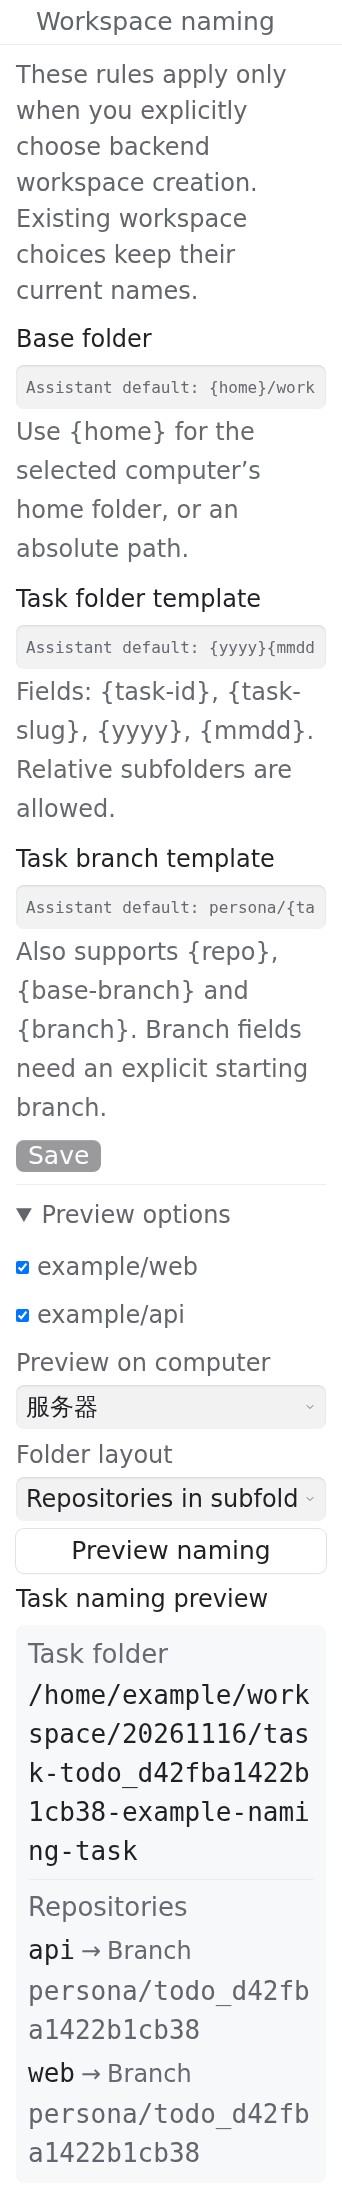 Workspace naming
These rules apply only
when you explicitly
choose backend
workspace creation.
Existing workspace
choices keep their
current names.
Base folder
Assistant default: {home}/work
Use {home} for the
selected computer’s
home folder, or an
absolute path.
Task folder template
Assistant default: {yyyy}{mmdd
Fields: {task-id}, {task-
slug}, {yyyy}, {mmdd}.
Relative subfolders are
allowed.
Task branch template
Assistant default: persona/{ta
Also supports {repo},
{base-branch} and
{branch}. Branch fields
need an explicit starting
branch.
Save
▼ Preview options
example/web
example/api
Preview on computer
服务器
Folder layout
Repositories in subfold
Preview naming
Task naming preview
Task folder
/home/example/work
space/20261116/tas
k-todo_d42fba1422b
1cb38-example-nami
ng-task
Repositories
api → Branch
persona/todo_d42fb
a1422b1cb38
web → Branch
persona/todo_d42fb
a1422b1cb38